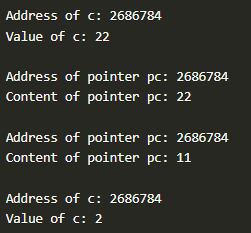 Address of c: 2686784
Value of c: 22
Address of pointer pc: 2686784
Content of pointer pc: 22
Address of pointer pc: 2686784
Content of pointer pc: 11
Address of c: 2686784
Value of c: 2